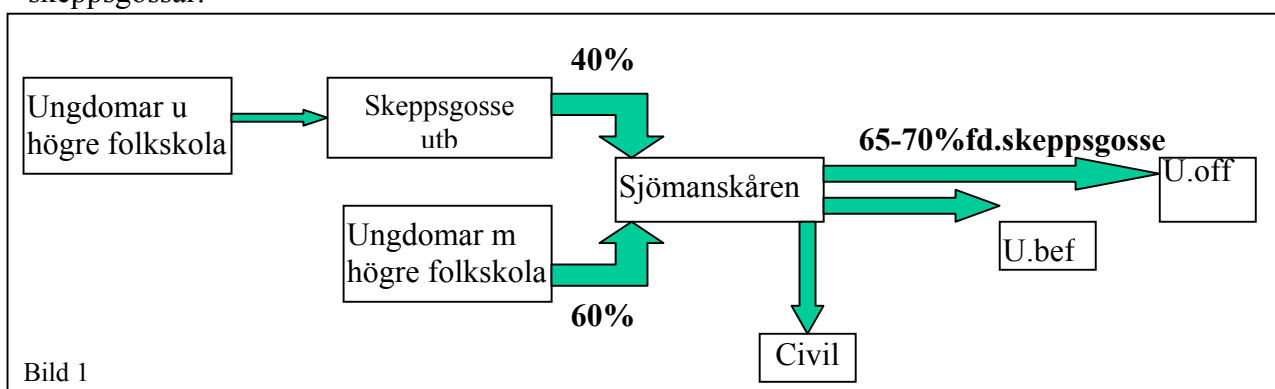 skeppsgossar.
40%
Ungdomar u
högre folkskola
Skeppsgosse
utb
65-70%fd.skeppsgosse
U.off
Sjömanskåren
Ungdomar m
högre folkskola
U.bef
60%
Civil
Bild 1